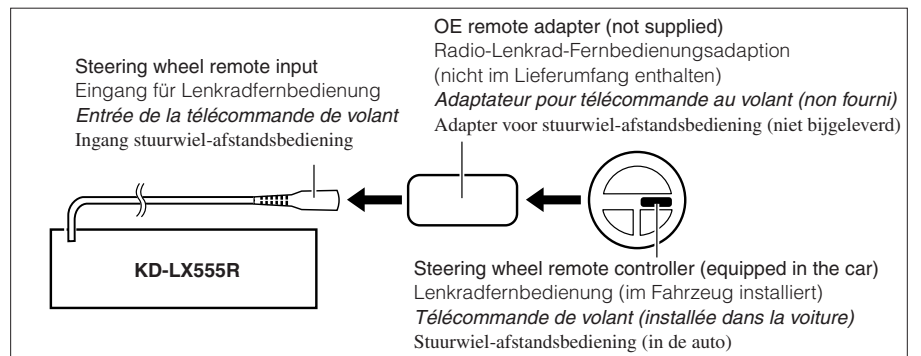 OE remote adapter (not supplied)
Radio-Lenkrad-Fernbedienungsadaption
(nicht im Lieferumfang enthalten)
Adaptateur pour télécommande au volant (non fourni)
Adapter voor stuurwiel-afstandsbediening (niet bijgeleverd)
Steering wheel remote input
Eingang für Lenkradfernbedienung
Entrée de la télécommande de volant
Ingang stuurwiel-afstandsbediening
KD-LX555R
Steering wheel remote controller (equipped in the car)
Lenkradfernbedienung (im Fahrzeug installiert)
Télécommande de volant (installée dans la voiture)
Stuurwiel-afstandsbediening (in de auto)